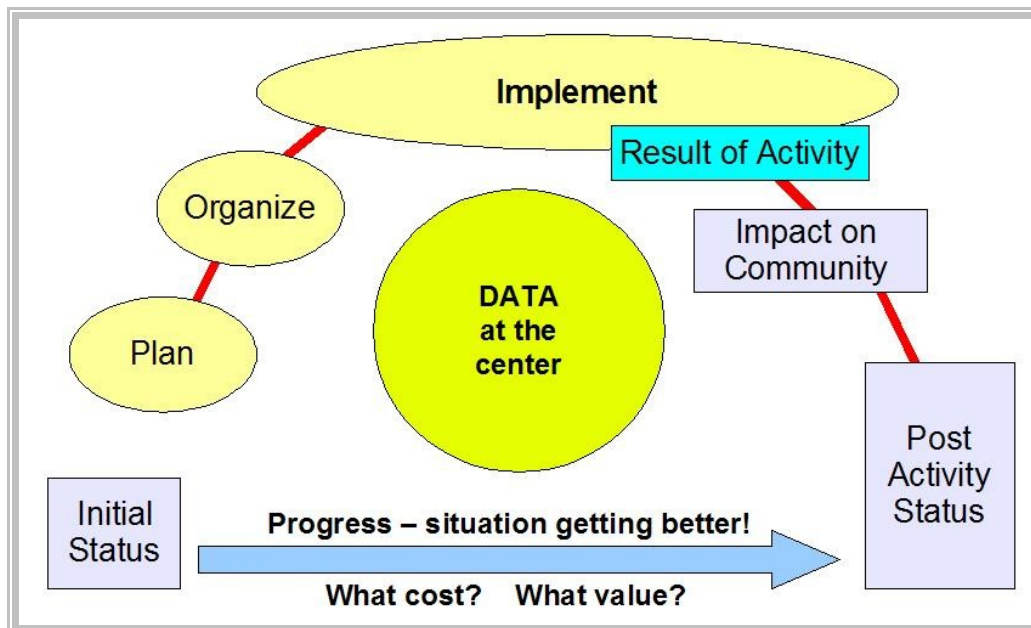 Implement
Result of Activity
Organize
Impact on
Community
DATA
at the
center
Plan
Post
Activity
Status
Initial
Status
Progress – situation getting better!
What cost? What value?